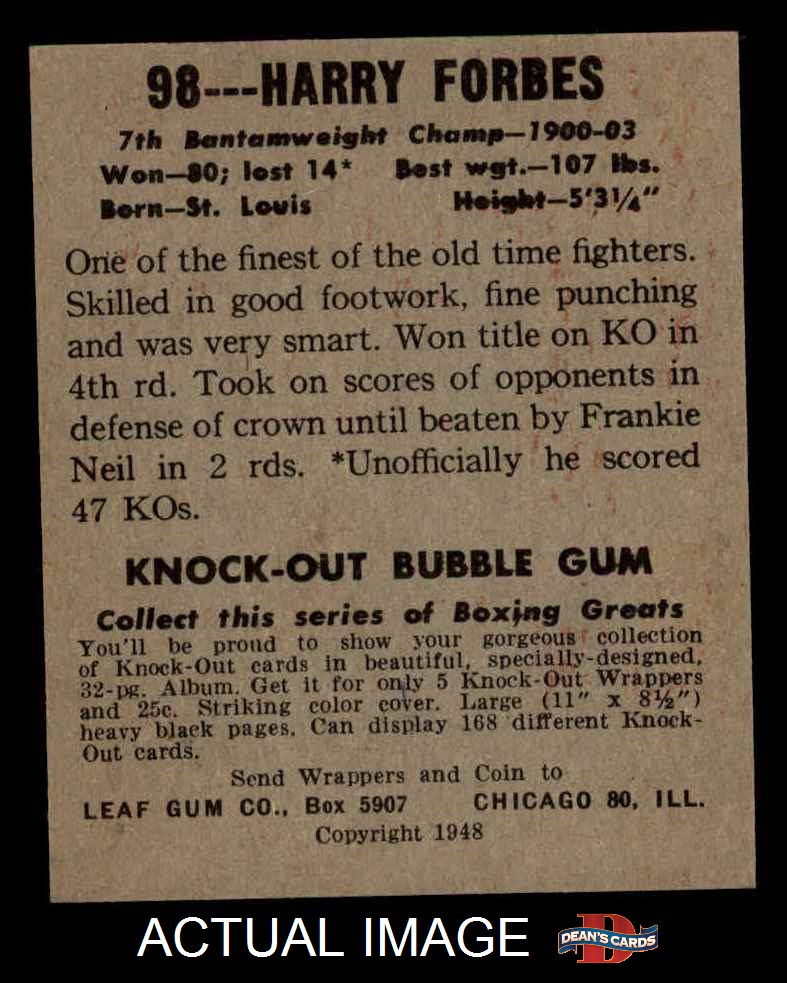 98---HARRY FORBES
7th Bantamweight Champ—1900-03
Won—80; lost 14* Best wgt.—107 lbs.
Born—St. Louis Height—5'3¼"
One of the finest of the old time fighters.
Skilled in good footwork, fine punching
and was very smart. Won title on KO in
4th rd. Took on scores of opponents in
defense of crown until beaten by Frankie
Neil in 2 rds. *Unofficially he scored
47 KOs.
KNOCK-OUT BUBBLE GUM
Collect this series of Boxing Greats
You'll be proud to show your gorgeous collection
of Knock-Out cards in beautiful, specially-designed,
32-pg. Album. Get it for only 5 Knock-Out Wrappers
and 25c. Striking color cover. Large (11" x 8½")
heavy black pages. Can display 168 different Knock-
Out cards.
Send Wrappers and Coin to
LEAF GUM CO., Box 5907 CHICAGO 80, ILL.
Copyright 1948
ACTUAL IMAGE
D
DEAN'S CARDS